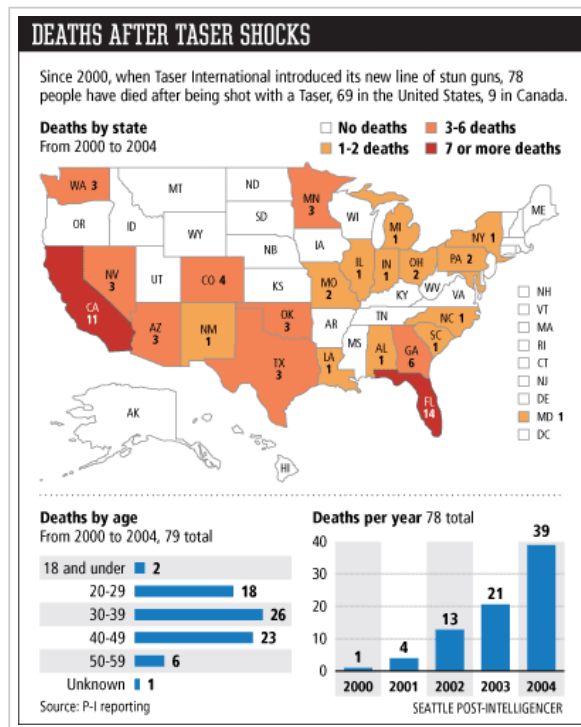 DEATHS AFTER TASER SHOCKS
Since 2000, when Taser International introduced its new line of stun guns, 78
people have died after being shot with a Taser, 69 in the United States, 9 in Canada.
Deaths by state
From 2000 to 2004
No deaths
3-6 deaths
1-2 deaths
7 or more deaths
WA 3
MT
ND
MN
3
OR
ID
SD
WI
MI
1
NY 1
ME
WY
IA
NB
IL
1
IN
1
OH
2
PA 2
NV
3
UT
CO 4
KS
MO
2
KY
WV
VA
CA
11
AZ
3
NM
1
OK
3
AR
TN
NC 1
SC
1
TX
3
LA
1
MS
AL
1
GA
6
FL
14
AK
HI
NH
VT
MA
RI
CT
NJ
DE
MD 1
DC
Deaths by age
From 2000 to 2004, 79 total
18 and under 2
20-29 18
30-39 26
40-49 23
50-59 6
Unknown 1
Source: P-I reporting
Deaths per year 78 total
40
30
20
10
0
1
4
13
21
39
2000 2001 2002 2003 2004
SEATTLE POST-INTELLIGENCER